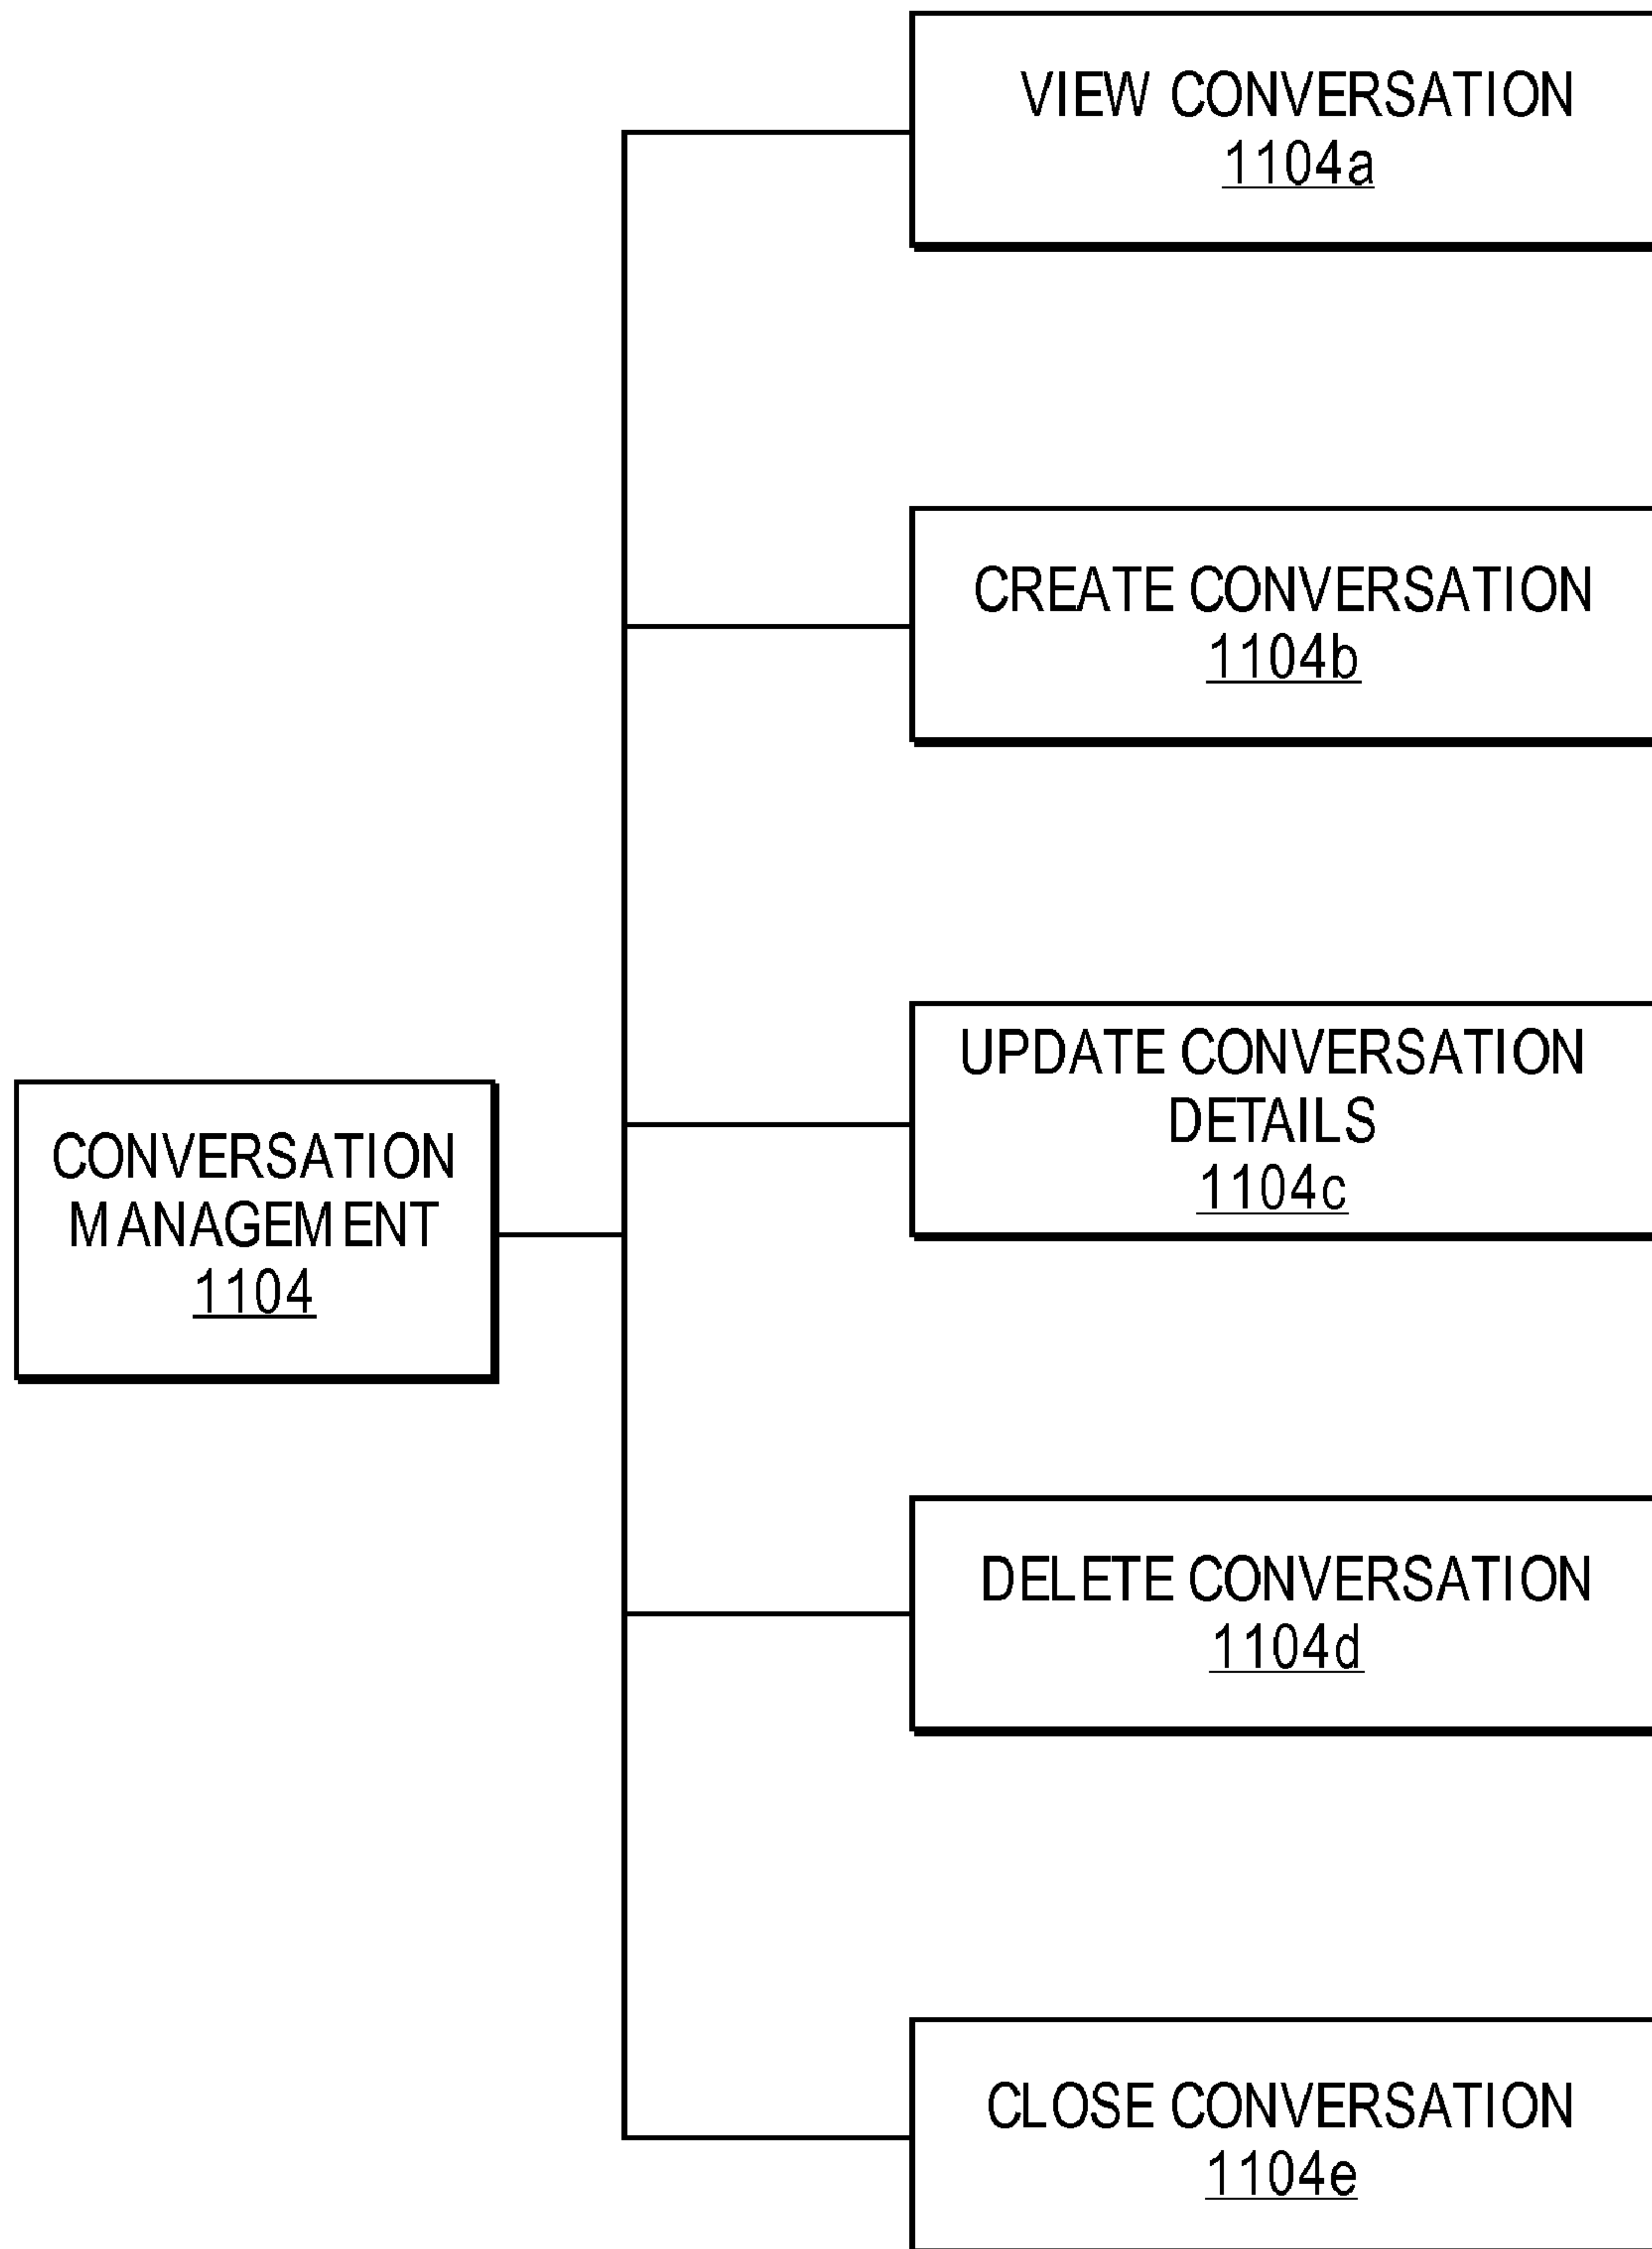 VIEW CONVERSATION
1104a
CREATE CONVERSATION
1104b
UPDATE CONVERSATION
DETAILS
1104c
CONVERSATION
MANAGEMENT
1104
DELETE CONVERSATION
1104d
CLOSE CONVERSATION
1104e